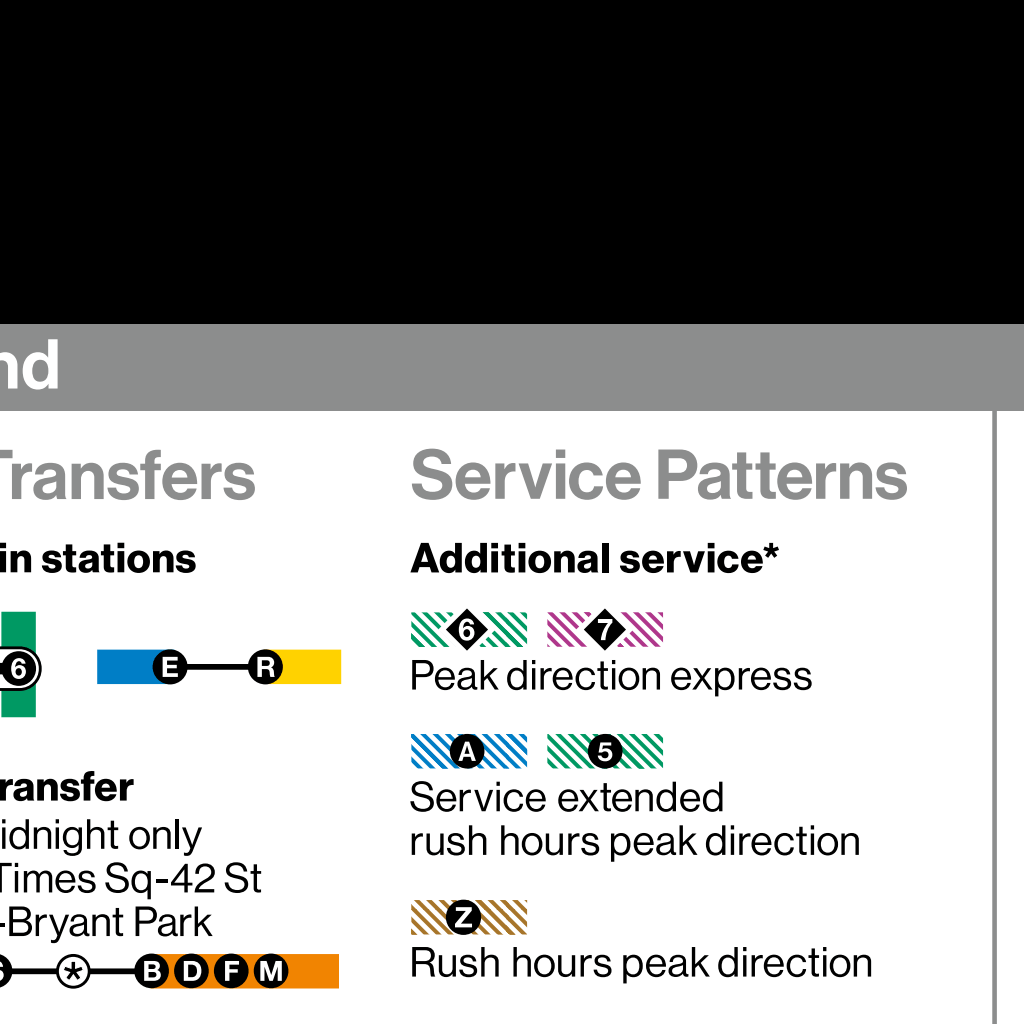 nd
Transfers
in stations
6
E R
ransfer
idnight only
Times Sq-42 St
-Bryant Park
* B D F M
Service Patterns
Additional service*
6 7
Peak direction express
A 5
Service extended
rush hours peak direction
Z
Rush hours peak direction